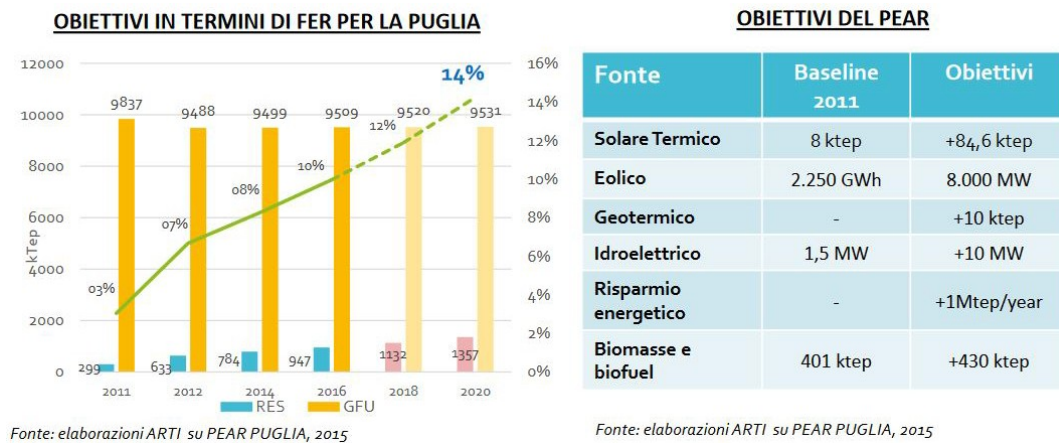 OBIETTIVI IN TERMINI DI FER PER LA PUGLIA
12000
10000
8000
6000
4000
2000
0
kTep
16%
14%
12%
10%
8%
6%
4%
2%
0%
9837
9488
9499
9509
9520
9531
14%
12%
10%
08%
07%
03%
299
633
784
947
1132
1357
2011 2012 2014 2016 2018 2020
RES GFU
Fonte: elaborazioni ARTI su PEAR PUGLIA, 2015
OBIETTIVI DEL PEAR
Fonte Baseline Obiettivi
2011
Solare Termico 8 ktep +84,6 ktep
Eolico 2.250 GWh 8.000 MW
Geotermico - +10 ktep
Idroelettrico 1,5 MW +10 MW
Risparmio
energetico - +1Mtep/year
Biomasse e
biofuel 401 ktep +430 ktep
Fonte: elaborazioni ARTI su PEAR PUGLIA, 2015